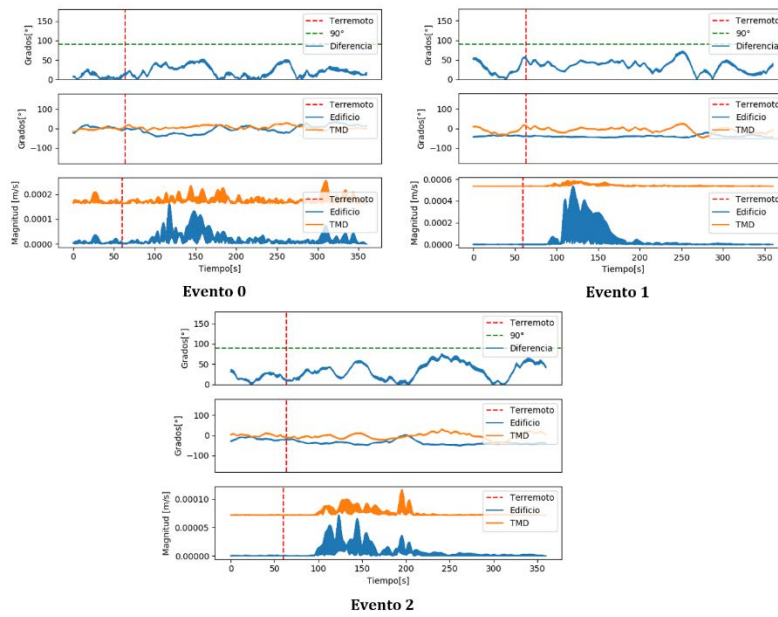 150
100
50
0
Grados[°]
Terremoto
90°
Diferencia
100
0
−100
Grados[°]
Terremoto
Edificio
TMD
0.0002
0.0001
0.0000
Magnitud [m/s]
Terremoto
Edificio
TMD
0 50 100 150 200 250 300 350
Tiempo[s]
Evento 0
150
100
50
0
Grados[°]
Terremoto
90°
Diferencia
100
0
−100
Grados[°]
Terremoto
Edificio
TMD
0.0006
0.0004
0.0002
0.0000
Magnitud [m/s]
Terremoto
Edificio
TMD
0 50 100 150 200 250 300 350
Tiempo[s]
Evento 1
150
100
50
0
Grados[°]
Terremoto
90°
Diferencia
100
0
−100
Grados[°]
Terremoto
Edificio
TMD
0.00010
0.00005
0.00000
Magnitud [m/s]
Terremoto
Edificio
TMD
0 50 100 150 200 250 300 350
Tiempo[s]
Evento 2